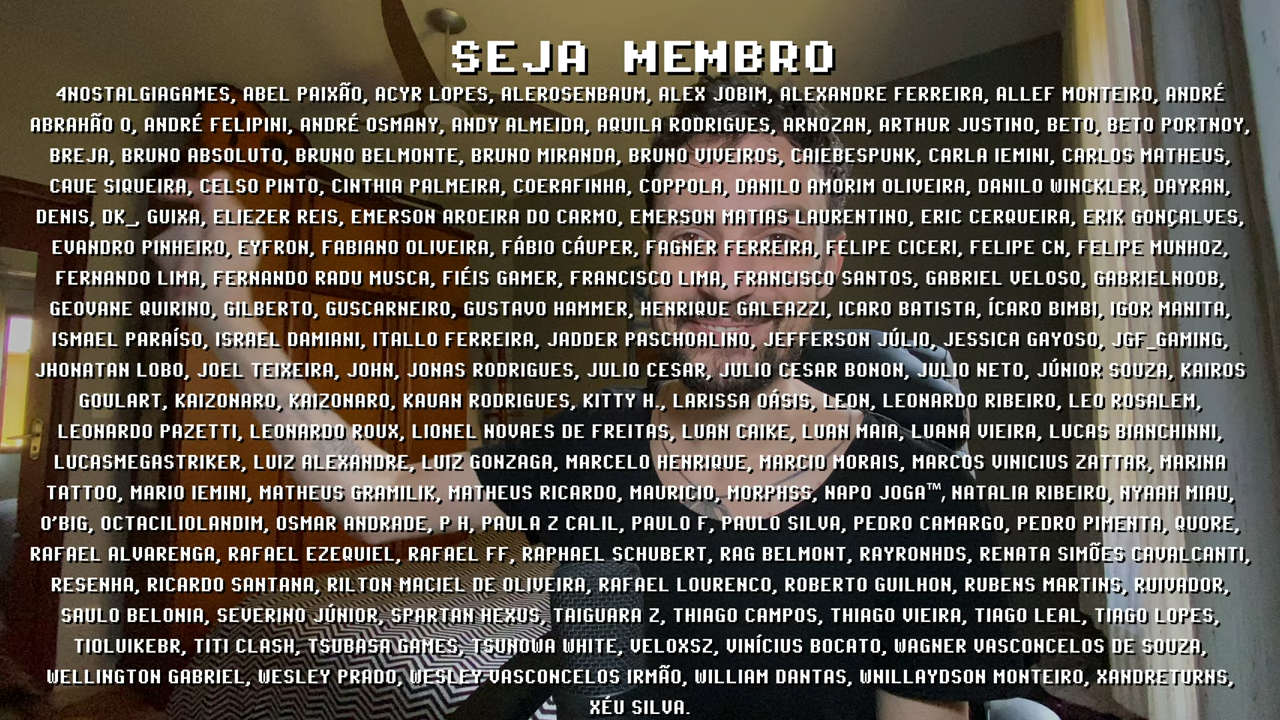 SEJA MEMBRO
4NOSTALGIAGAMES, ABEL PAIXÃO, ACYR LOPES, ALEROSENBAUM, ALEX JOBIM, ALEXANDRE FERREIRA, ALLEF MONTEIRO, ANDRÉ
ABRAHÃO O, ANDRÉ FELIPINI, ANDRÉ OSMANY, ANDY ALMEIDA, AQUILA RODRIGUES, ARNOZAN, ARTHUR JUSTINO, BETO, BETO PORTNOY,
BREJA, BRUNO ABSOLUTO, BRUNO BELMONTE, BRUNO MIRANDA, BRUNO VIVEIROS, CAIEBESPUNK, CARLA IEMINI, CARLOS MATHEUS,
CAUE SIQUEIRA, CELSO PINTO, CINTHIA PALMEIRA, COERAFINHA, COPPOLA, DANILO AMORIM OLIVEIRA, DANILO WINCKLER, DAYRAN,
DENIS, DK_, GUIXA, ELIEZER REIS, EMERSON AROEIRA DO CARMO, EMERSON MATIAS LAURENTINO, ERIC CERQUEIRA, ERIK GONÇALVES,
EVANDRO PINHEIRO, EYFRON, FABIANO OLIVEIRA, FÁBIO CÁUPER, FAGNER FERREIRA, FELIPE CICERI, FELIPE CN, FELIPE MUNHOZ,
FERNANDO LIMA, FERNANDO RADU MUSCA, FIÉIS GAMER, FRANCISCO LIMA, FRANCISCO SANTOS, GABRIEL VELOSO, GABRIELNOOB,
GEOVANE QUIRINO, GILBERTO, GUSCARNEIRO, GUSTAVO HAMMER, HENRIQUE GALEAZZI, ICARO BATISTA, ÍCARO BIMBI, IGOR MANITA,
ISMAEL PARAÍSO, ISRAEL DAMIANI, ITALLO FERREIRA, JADDER PASCHOALINO, JEFFERSON JÚLIO, JESSICA GAYOSO, JGF_GAMING,
JHONATAN LOBO, JOEL TEIXEIRA, JOHN, JONAS RODRIGUES, JULIO CESAR, JULIO CESAR BONON, JULIO NETO, JÚNIOR SOUZA, KAIROS
GOULART, KAIZONARO, KAIZONARO, KAUAN RODRIGUES, KITTY H., LARISSA OÁSIS, LEON, LEONARDO RIBEIRO, LEO ROSALEM,
LEONARDO PAZETTI, LEONARDO ROUX, LIONEL NOVAES DE FREITAS, LUAN CAIKE, LUAN MAIA, LUANA VIEIRA, LUCAS BIANCHINNI,
LUCASMEGASTRIKER, LUIZ ALEXANDRE, LUIZ GONZAGA, MARCELO HENRIQUE, MARCIO MORAIS, MARCOS VINICIUS ZATTAR, MARINA
TATTOO, MARIO IEMINI, MATHEUS GRAMILIK, MATHEUS RICARDO, MAURICIO, MORPHSS, NAPO JOGA™, NATALIA RIBEIRO, NYAAH MIAU,
O'BIG, OCTACILIOLANDIM, OSMAR ANDRADE, P H, PAULA Z CALIL, PAULO F, PAULO SILVA, PEDRO CAMARGO, PEDRO PIMENTA, QUORE,
RAFAEL ALVARENGA, RAFAEL EZEQUIEL, RAFAEL FF, RAPHAEL SCHUBERT, RAG BELMONT, RAYRONHDS, RENATA SIMÕES CAVALCANTI,
RESENHA, RICARDO SANTANA, RILTON MACIEL DE OLIVEIRA, RAFAEL LOURENCO, ROBERTO GUILHON, RUBENS MARTINS, RUIVADOR,
SAULO BELONIA, SEVERINO JÚNIOR, SPARTAN HEXUS, TAIGUARA Z, THIAGO CAMPOS, THIAGO VIEIRA, TIAGO LEAL, TIAGO LOPES,
TIOLUIKEBR, TITI CLASH, TSUBASA GAMES, TSUNOWA WHITE, VELOXSZ, VINÍCIUS BOCATO, WAGNER VASCONCELOS DE SOUZA,
WELLINGTON GABRIEL, WESLEY PRADO, WESLEY VASCONCELOS IRMÃO, WILLIAM DANTAS, WNILLAYDSON MONTEIRO, XANDRETURNS,
XÉU SILVA.